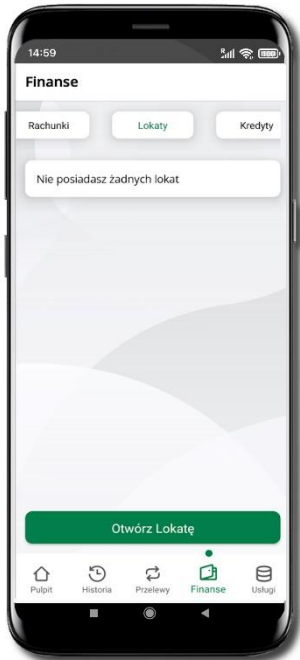 14:59
Finanse
Rachunki Lokaty Kredyty
Nie posiadasz żadnych lokat
Otwórz Lokatę
Pulpit Historia Przelewy Finanse Usługi